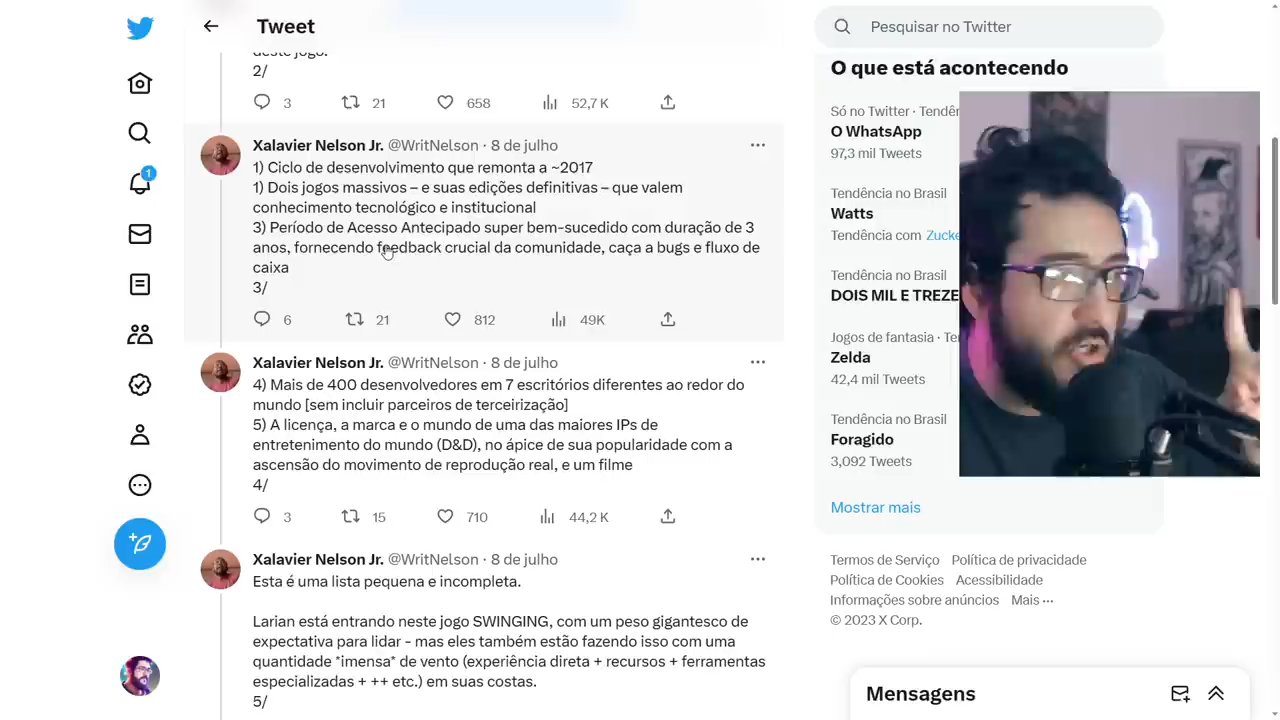 Tweet
Pesquisar no Twitter
deste jogo.
2/
3 21 658 52,7 K
Xalavier Nelson Jr. @WritNelson · 8 de julho
1) Ciclo de desenvolvimento que remonta a ~2017
1) Dois jogos massivos – e suas edições definitivas – que valem
conhecimento tecnológico e institucional
3) Período de Acesso Antecipado super bem-sucedido com duração de 3
anos, fornecendo feedback crucial da comunidade, caça a bugs e fluxo de
caixa
3/
6 21 812 49K
Xalavier Nelson Jr. @WritNelson · 8 de julho
4) Mais de 400 desenvolvedores em 7 escritórios diferentes ao redor do
mundo [sem incluir parceiros de terceirização]
5) A licença, a marca e o mundo de uma das maiores IPs de
entretenimento do mundo (D&D), no ápice de sua popularidade com a
ascensão do movimento de reprodução real, e um filme
4/
3 15 710 44,2 K
Xalavier Nelson Jr. @WritNelson · 8 de julho
Esta é uma lista pequena e incompleta.
Larian está entrando neste jogo SWINGING, com um peso gigantesco de
expectativa para lidar - mas eles também estão fazendo isso com uma
quantidade *imensa* de vento (experiência direta + recursos + ferramentas
especializadas + ++ etc.) em suas costas.
5/
1
O que está acontecendo
Só no Twitter · Tendên
O WhatsApp
97,3 mil Tweets
Tendência no Brasil
Watts
Tendência com Zucke
Tendência no Brasil
DOIS MIL E TREZE
Jogos de fantasia · Te
Zelda
42,4 mil Tweets
Tendência no Brasil
Foragido
3,092 Tweets
Mostrar mais
Termos de Serviço Política de privacidade
Política de Cookies Acessibilidade
Informações sobre anúncios Mais ···
© 2023 X Corp.
Mensagens